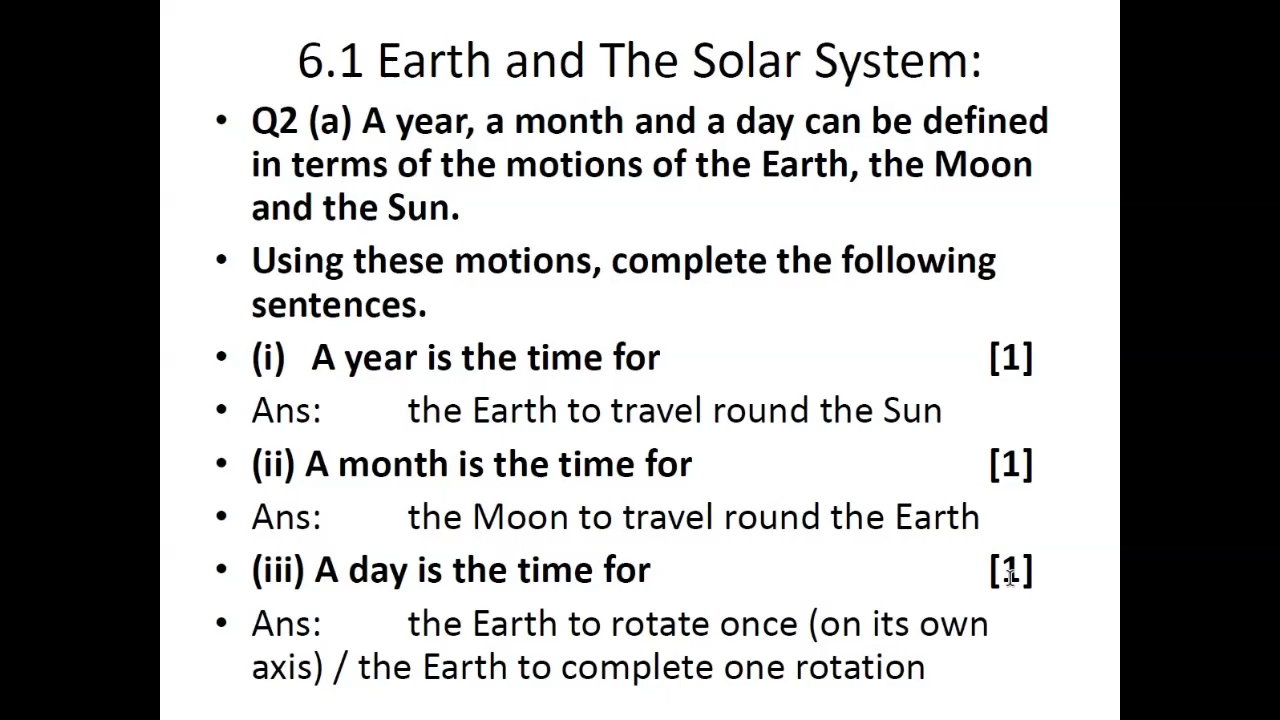 6.1 Earth and The Solar System:
• Q2 (a) A year, a month and a day can be defined
in terms of the motions of the Earth, the Moon
and the Sun.
• Using these motions, complete the following
sentences.
• (i) A year is the time for [1]
• Ans: the Earth to travel round the Sun
• (ii) A month is the time for [1]
• Ans: the Moon to travel round the Earth
• (iii) A day is the time for [1]
• Ans: the Earth to rotate once (on its own
axis) / the Earth to complete one rotation